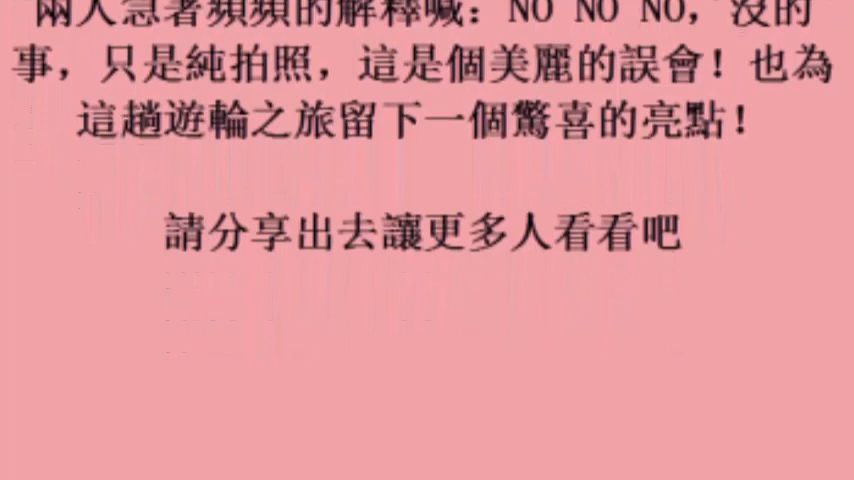 兩人急著頻頻的解釋喊：NO NO NO，沒的
事，只是純拍照，這是個美麗的誤會！也為
這趟遊輪之旅留下一個驚喜的亮點！
請分享出去讓更多人看看吧